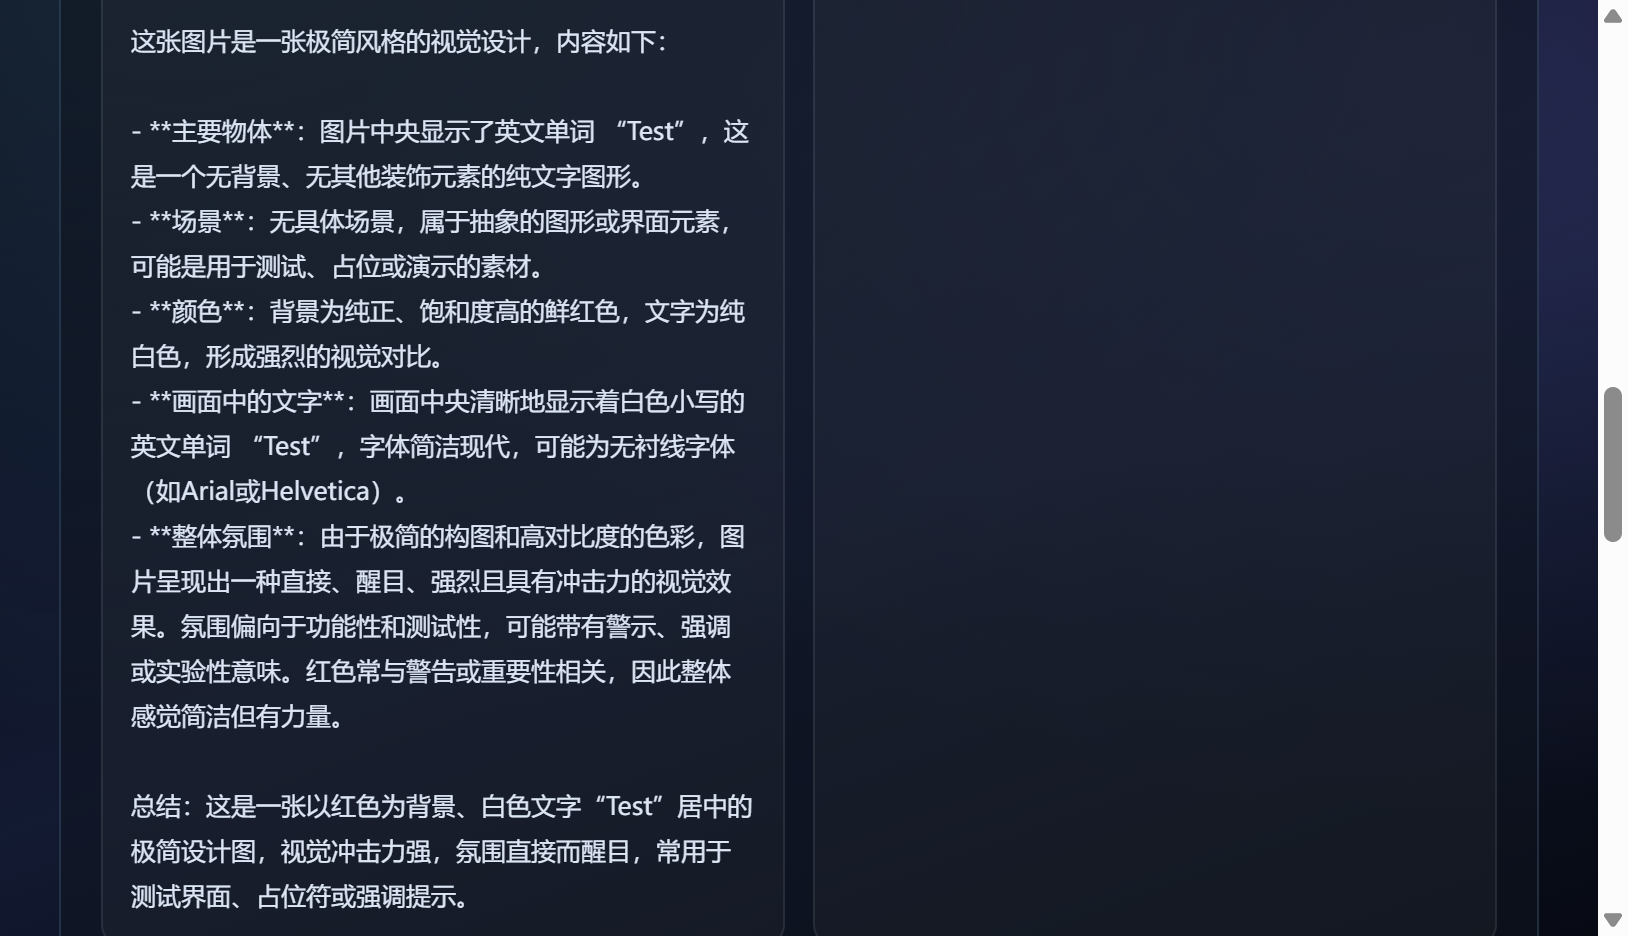 这张图片是一张极简风格的视觉设计，内容如下：
- **主要物体**：图片中央显示了英文单词 “Test” ，这
是一个无背景、无其他装饰元素的纯文字图形。
- **场景**：无具体场景，属于抽象的图形或界面元素，
可能是用于测试、占位或演示的素材。
- **颜色**：背景为纯正、饱和度高的鲜红色，文字为纯
白色，形成强烈的视觉对比。
- **画面中的文字**：画面中央清晰地显示着白色小写的
英文单词 “Test” ，字体简洁现代，可能为无衬线字体
（如Arial或Helvetica）。
- **整体氛围**：由于极简的构图和高对比度的色彩，图
片呈现出一种直接、醒目、强烈且具有冲击力的视觉效
果。氛围偏向于功能性和测试性，可能带有警示、强调
或实验性意味。红色常与警告或重要性相关，因此整体
感觉简洁但有力量。
总结：这是一张以红色为背景、白色文字“Test”居中的
极简设计图，视觉冲击力强，氛围直接而醒目，常用于
测试界面、占位符或强调提示。